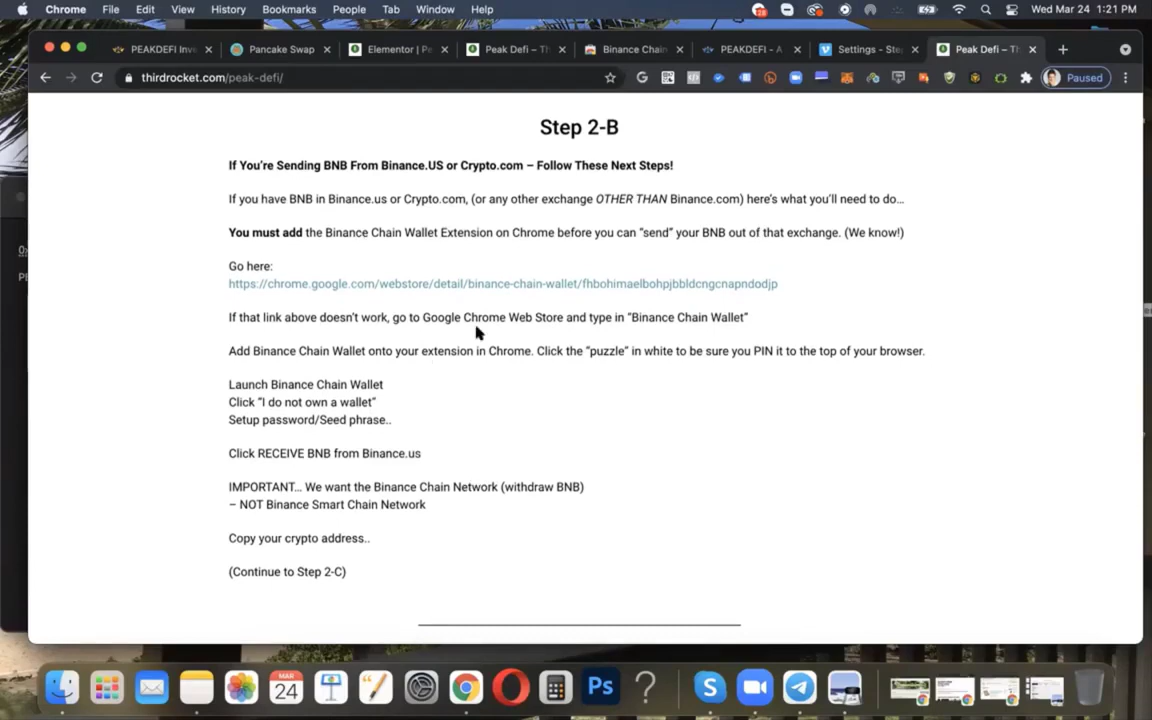 Chrome File Edit View History Bookmarks People Tab Window Help Wed Mar 24 1:21 PM
PEAKDEFI Inv
Pancake Swap
Elementor | Pe
Peak Defi – Th
Binance Chain
PEAKDEFI - A
Settings - Ste
Peak Defi – Th
thirdrocket.com/peak-defi/
Paused
Step 2-B
If You're Sending BNB From Binance.US or Crypto.com – Follow These Next Steps!
If you have BNB in Binance.us or Crypto.com, (or any other exchange OTHER THAN Binance.com) here's what you'll need to do…
You must add the Binance Chain Wallet Extension on Chrome before you can "send" your BNB out of that exchange. (We know!)
Go here:
https://chrome.google.com/webstore/detail/binance-chain-wallet/fhbohimaelbohpjbbldcngcnapndodjp
If that link above doesn't work, go to Google Chrome Web Store and type in "Binance Chain Wallet"
Add Binance Chain Wallet onto your extension in Chrome. Click the "puzzle" in white to be sure you PIN it to the top of your browser.
Launch Binance Chain Wallet
Click "I do not own a wallet"
Setup password/Seed phrase..
Click RECEIVE BNB from Binance.us
IMPORTANT… We want the Binance Chain Network (withdraw BNB)
– NOT Binance Smart Chain Network
Copy your crypto address..
(Continue to Step 2-C)
MAR
24
Ps